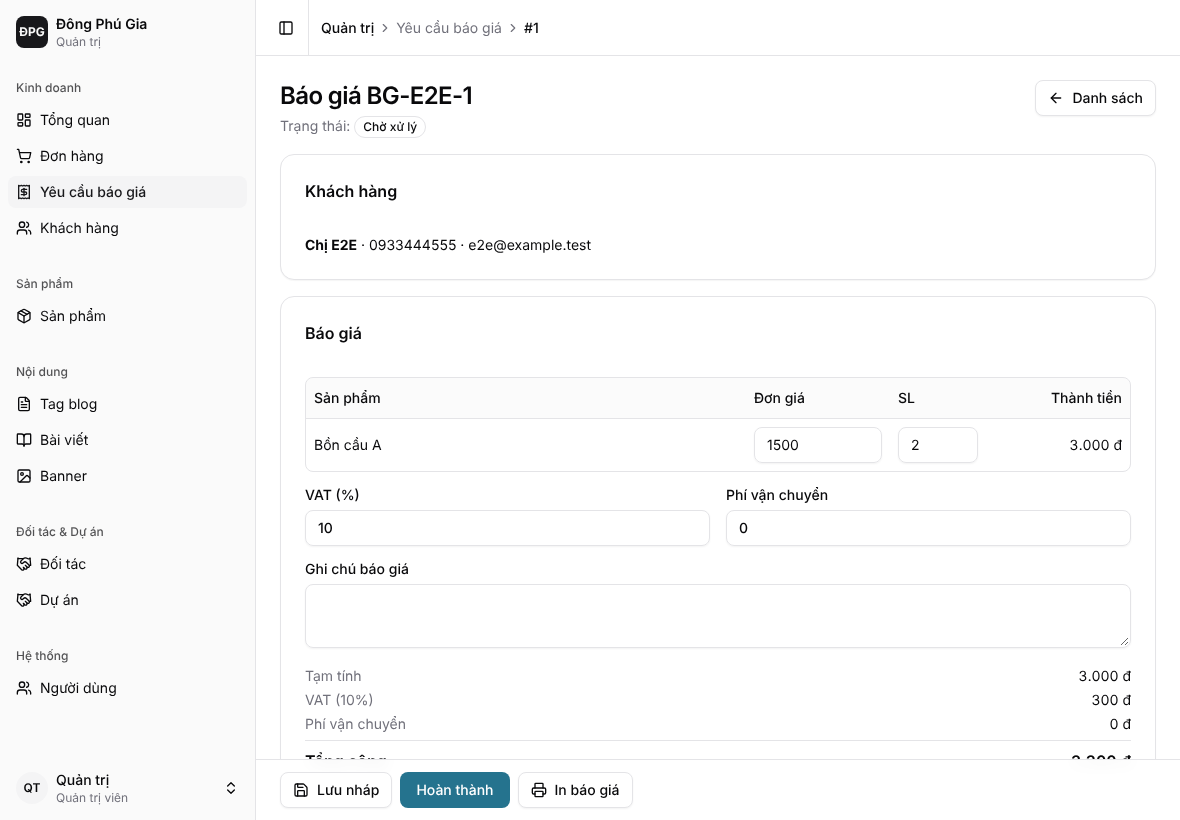 ĐPG
Đông Phú Gia
Quản trị
Kinh doanh
Tổng quan
Đơn hàng
Yêu cầu báo giá
Khách hàng
Sản phẩm
Sản phẩm
Nội dung
Tag blog
Bài viết
Banner
Đối tác & Dự án
Đối tác
Dự án
Hệ thống
Người dùng
QT
Quản trị
Quản trị viên
Quản trị > Yêu cầu báo giá > #1
Báo giá BG-E2E-1
Trạng thái: Chờ xử lý
Danh sách
Khách hàng
Chị E2E · 0933444555 · e2e@example.test
Báo giá
Sản phẩm Đơn giá SL Thành tiền
Bồn cầu A 1500 2 3.000 đ
VAT (%) Phí vận chuyển
10 0
Ghi chú báo giá
Tạm tính 3.000 đ
VAT (10%) 300 đ
Phí vận chuyển 0 đ
Tổng cộng 3.300 đ
Lưu nháp Hoàn thành In báo giá